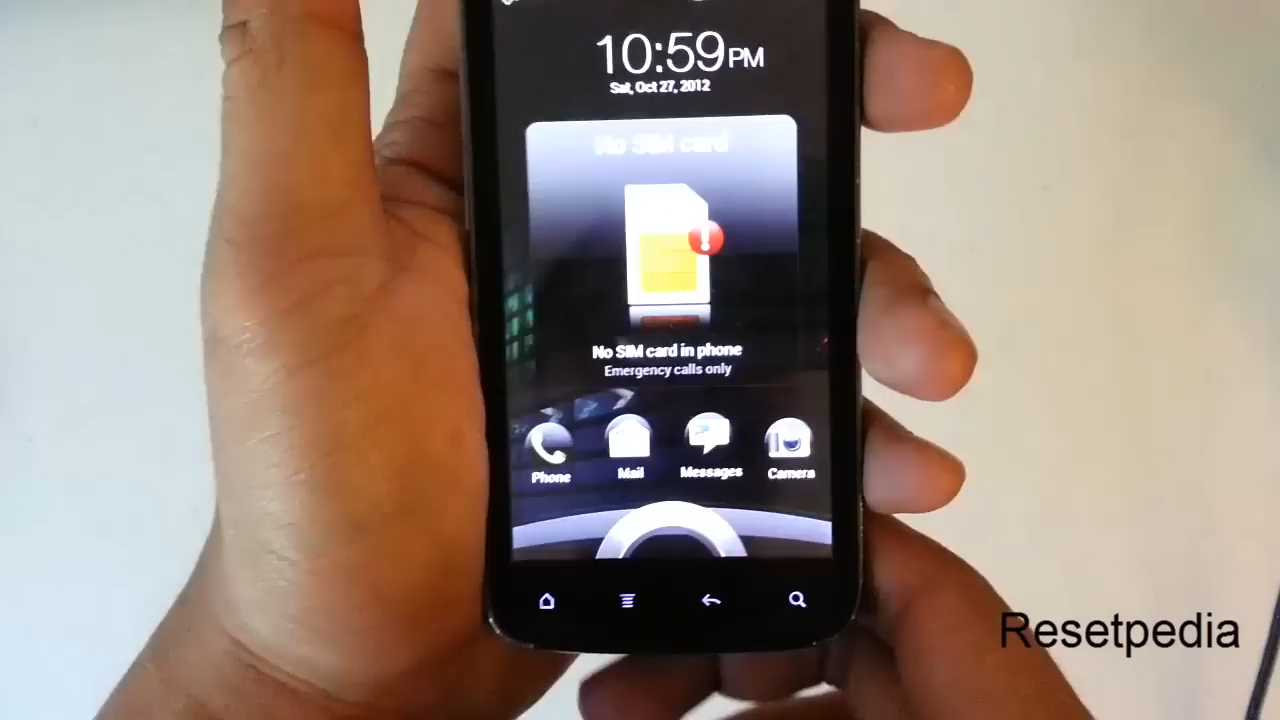 10:59PM
Sat, Oct 27, 2012
No SIM card
No SIM card in phone
Emergency calls only
Phone
Mail
Messages
Camera
Resetpedia